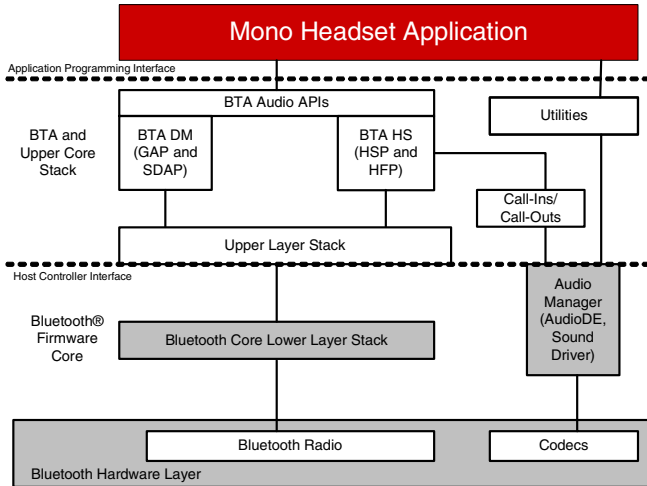 Mono Headset Application
Application Programming Interface
BTA Audio APIs
BTA and
Upper Core
Stack
BTA DM
(GAP and
SDAP)
BTA HS
(HSP and
HFP)
Utilities
Call-Ins/
Call-Outs
Upper Layer Stack
Host Controller Interface
Bluetooth®
Firmware
Core
Bluetooth Core Lower Layer Stack
Audio
Manager
(AudioDE,
Sound
Driver)
Bluetooth Radio
Codecs
Bluetooth Hardware Layer